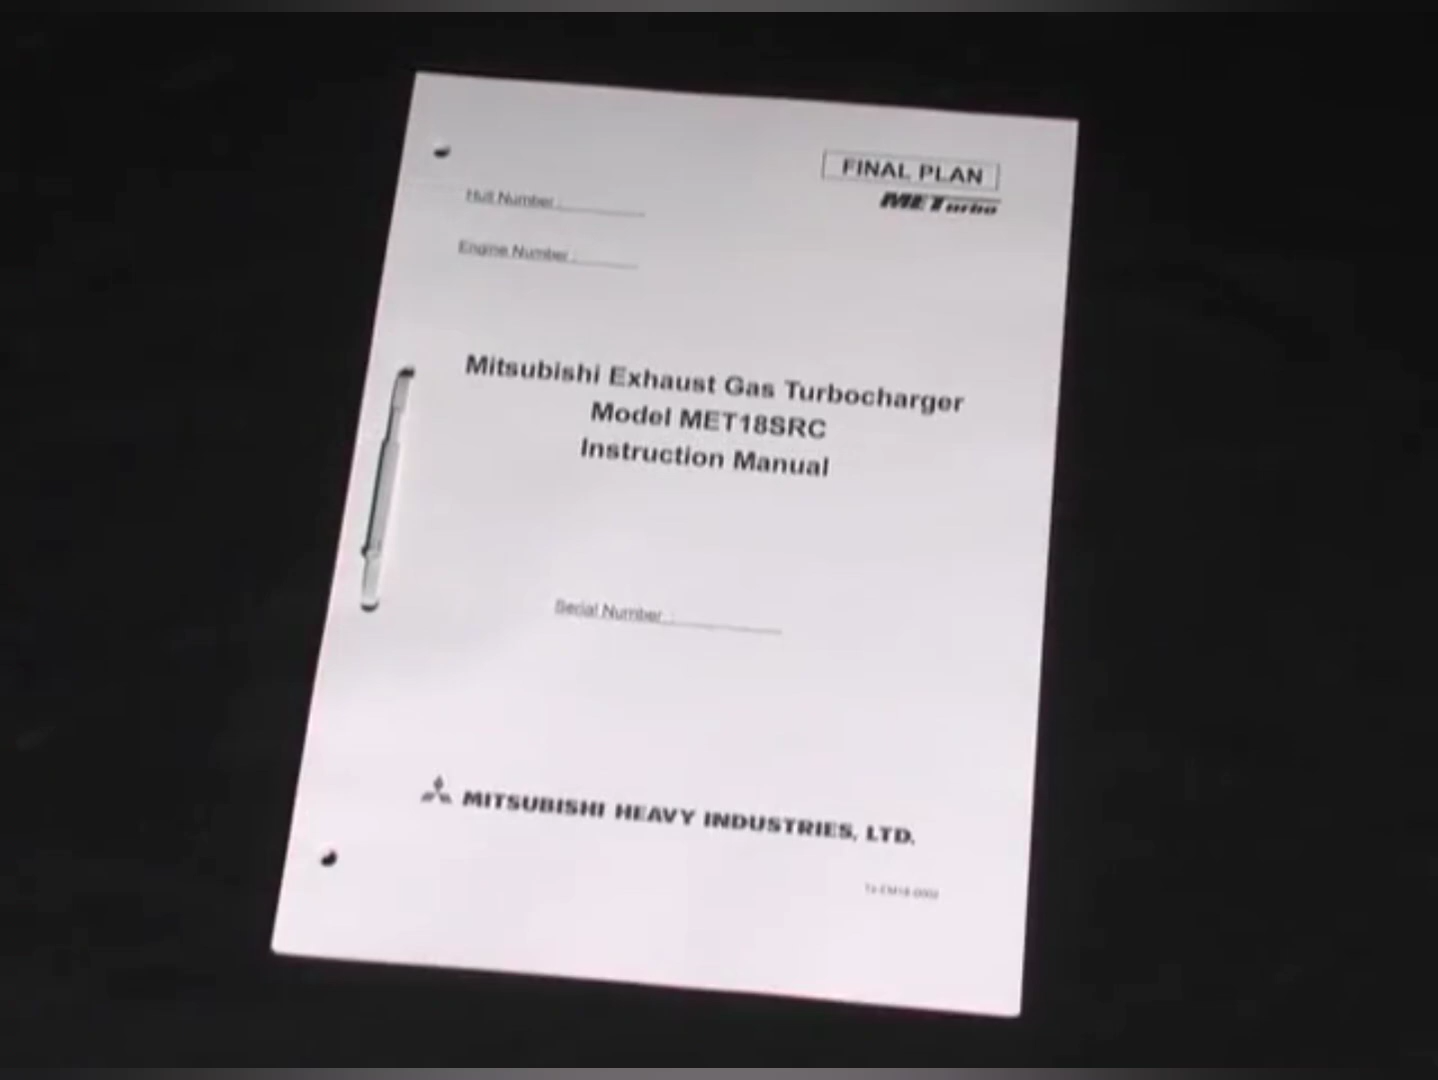 FINAL PLAN
METurbo
Hull Number :
Engine Number :
Mitsubishi Exhaust Gas Turbocharger
Model MET18SRC
Instruction Manual
Serial Number :
MITSUBISHI HEAVY INDUSTRIES, LTD.